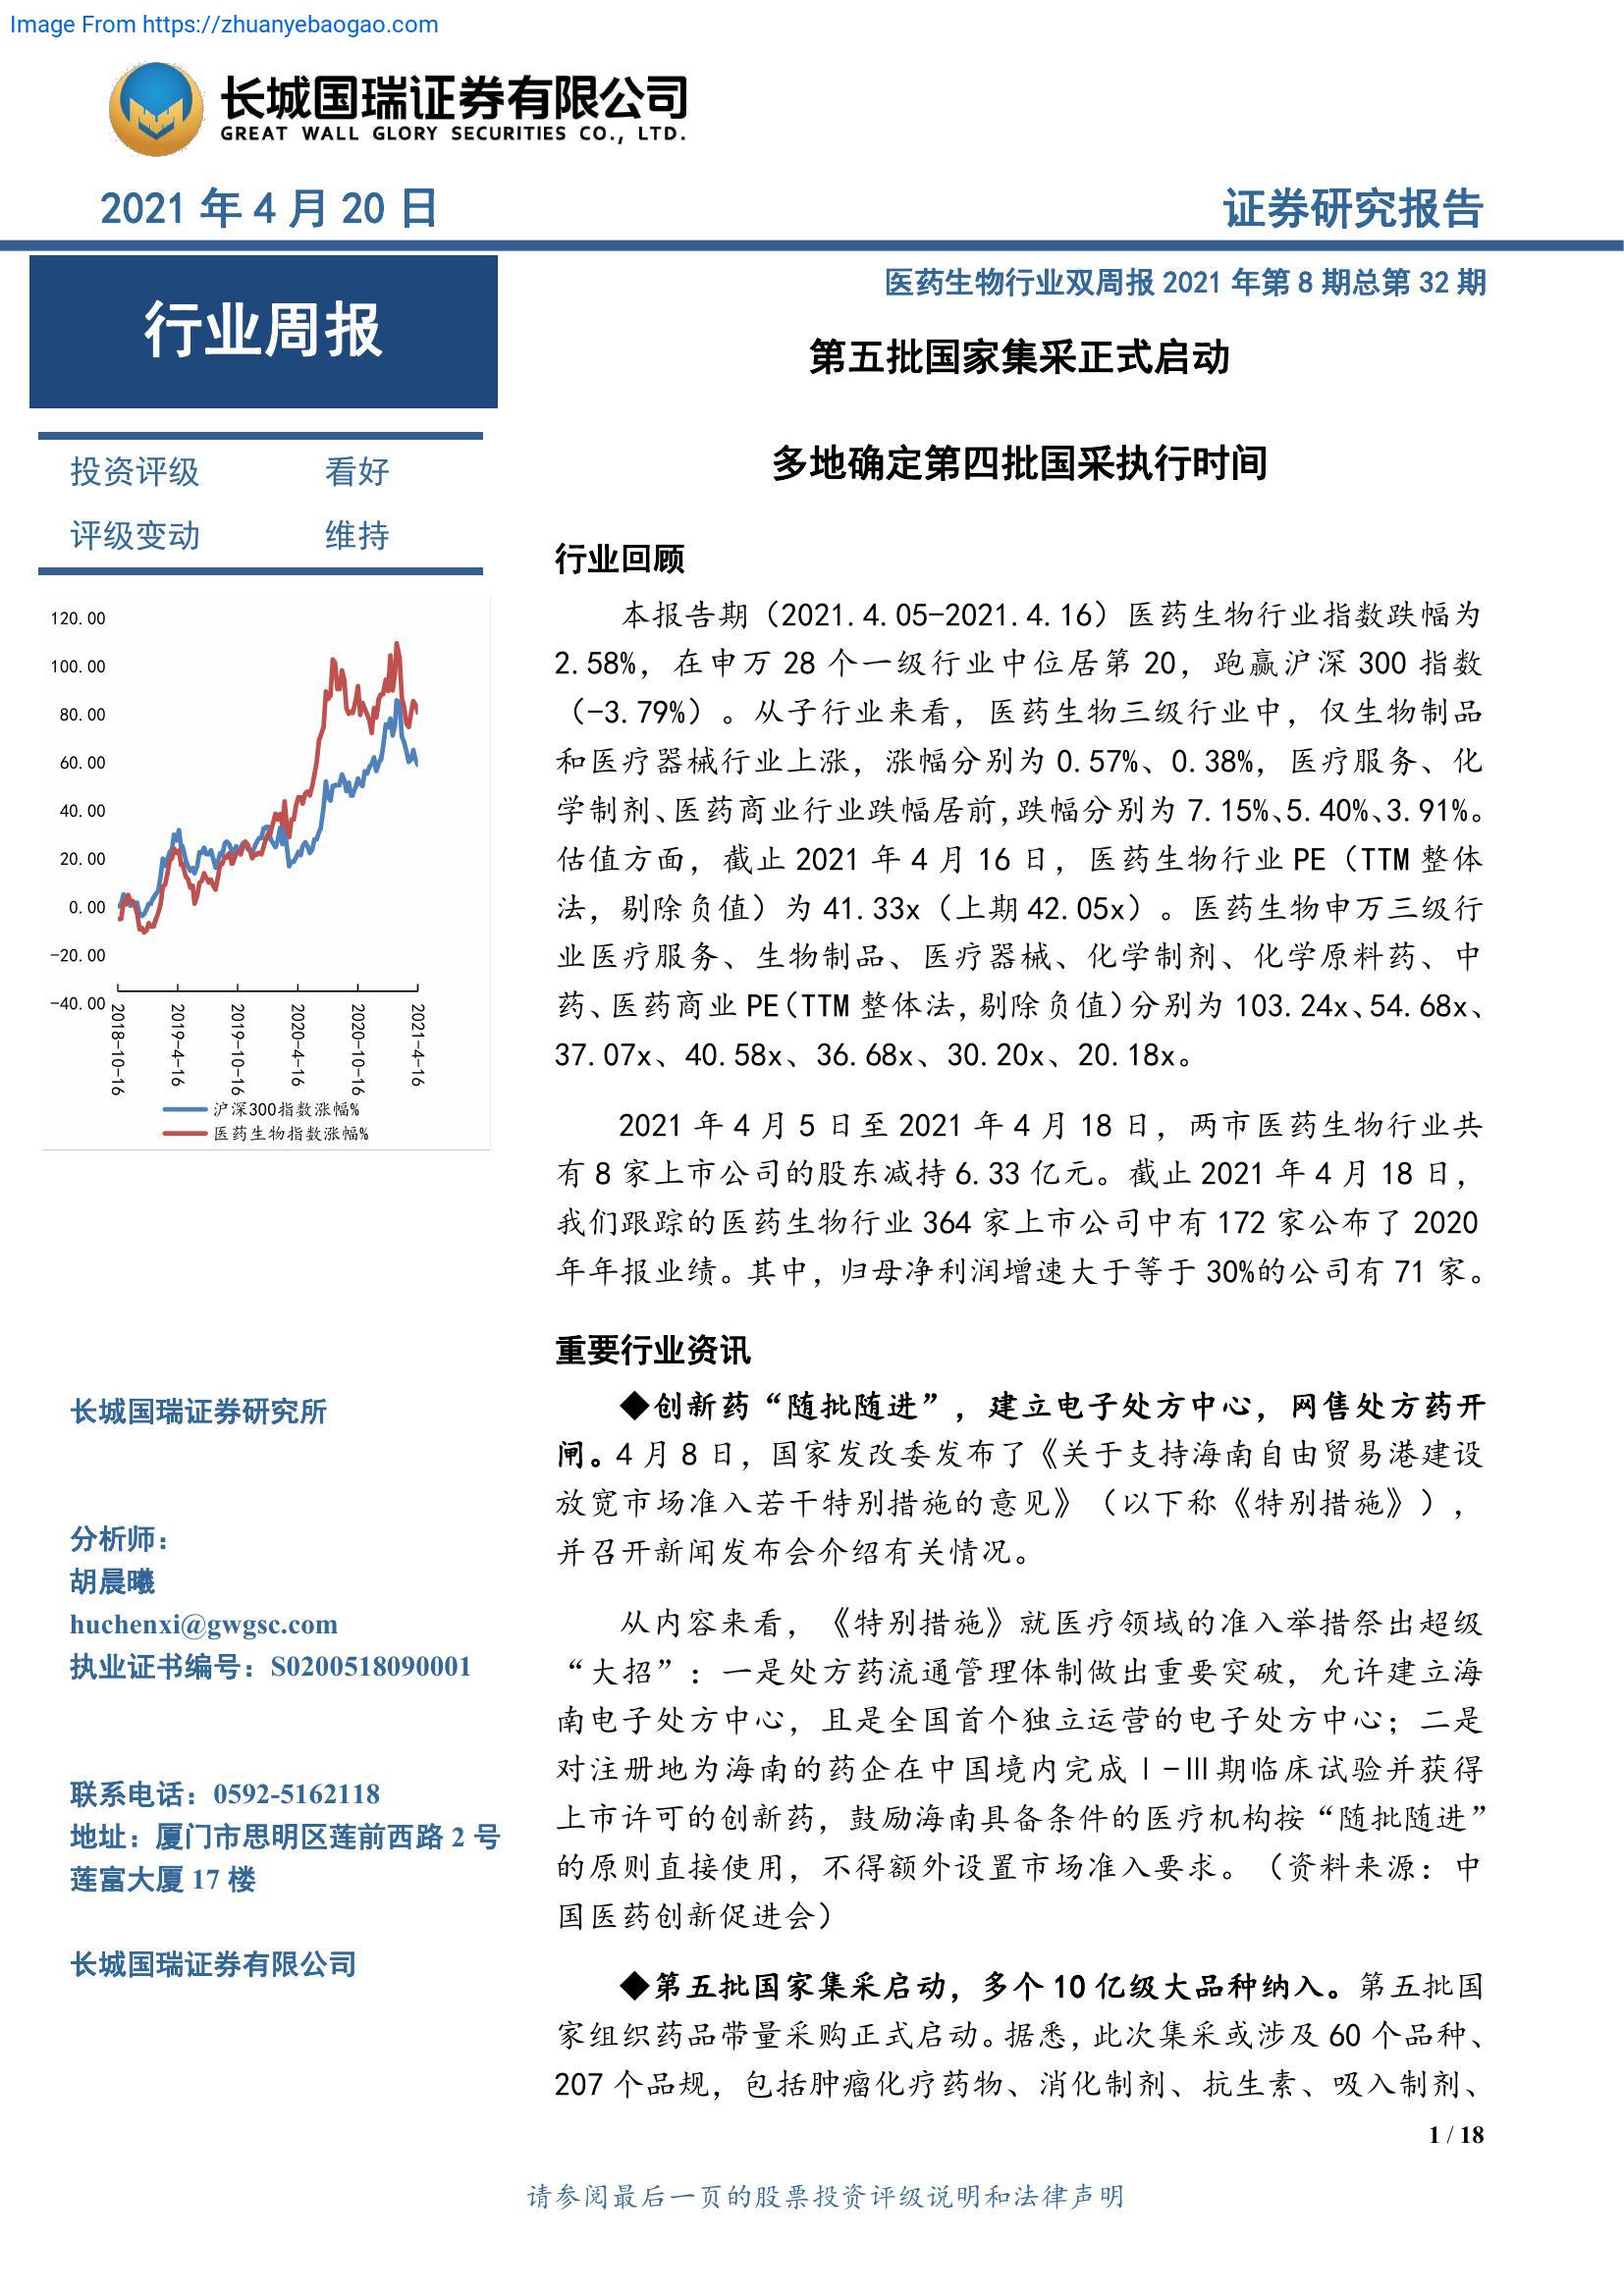 Image From https://zhuanyebaogao.com
长城国瑞证券有限公司
GREAT WALL GLORY SECURITIES CO., LTD.
2021 年 4 月 20 日
证券研究报告
行业周报
投资评级 看好
评级变动 维持
120.00
100.00
80.00
60.00
40.00
20.00
0.00
-20.00
-40.00
2018-10-16
2019-4-16
2019-10-16
2020-4-16
2020-10-16
2021-4-16
沪深300指数涨幅%
医药生物指数涨幅%
长城国瑞证券研究所
分析师：
胡晨曦
huchenxi@gwgsc.com
执业证书编号：S0200518090001
联系电话：0592-5162118
地址：厦门市思明区莲前西路 2 号
莲富大厦 17 楼
长城国瑞证券有限公司
医药生物行业双周报 2021 年第 8 期总第 32 期
第五批国家集采正式启动
多地确定第四批国采执行时间
行业回顾
本报告期（2021.4.05-2021.4.16）医药生物行业指数跌幅为
2.58%，在申万 28 个一级行业中位居第 20，跑赢沪深 300 指数
（-3.79%）。从子行业来看，医药生物三级行业中，仅生物制品
和医疗器械行业上涨，涨幅分别为 0.57%、0.38%，医疗服务、化
学制剂、医药商业行业跌幅居前，跌幅分别为 7.15%、5.40%、3.91%。
估值方面，截止 2021 年 4 月 16 日，医药生物行业 PE（TTM 整体
法，剔除负值）为 41.33x（上期 42.05x）。医药生物申万三级行
业医疗服务、生物制品、医疗器械、化学制剂、化学原料药、中
药、医药商业 PE（TTM 整体法，剔除负值）分别为 103.24x、54.68x、
37.07x、40.58x、36.68x、30.20x、20.18x。
2021 年 4 月 5 日至 2021 年 4 月 18 日，两市医药生物行业共
有 8 家上市公司的股东减持 6.33 亿元。截止 2021 年 4 月 18 日，
我们跟踪的医药生物行业 364 家上市公司中有 172 家公布了 2020
年年报业绩。其中，归母净利润增速大于等于 30%的公司有 71 家。
重要行业资讯
◆创新药“随批随进”，建立电子处方中心，网售处方药开
闸。4 月 8 日，国家发改委发布了《关于支持海南自由贸易港建设
放宽市场准入若干特别措施的意见》（以下称《特别措施》），
并召开新闻发布会介绍有关情况。
从内容来看，《特别措施》就医疗领域的准入举措祭出超级
“大招”：一是处方药流通管理体制做出重要突破，允许建立海
南电子处方中心，且是全国首个独立运营的电子处方中心；二是
对注册地为海南的药企在中国境内完成Ⅰ-Ⅲ期临床试验并获得
上市许可的创新药，鼓励海南具备条件的医疗机构按“随批随进”
的原则直接使用，不得额外设置市场准入要求。（资料来源：中
国医药创新促进会）
◆第五批国家集采启动，多个 10 亿级大品种纳入。第五批国
家组织药品带量采购正式启动。据悉，此次集采或涉及 60 个品种、
207 个品规，包括肿瘤化疗药物、消化制剂、抗生素、吸入制剂、
1 / 18
请参阅最后一页的股票投资评级说明和法律声明